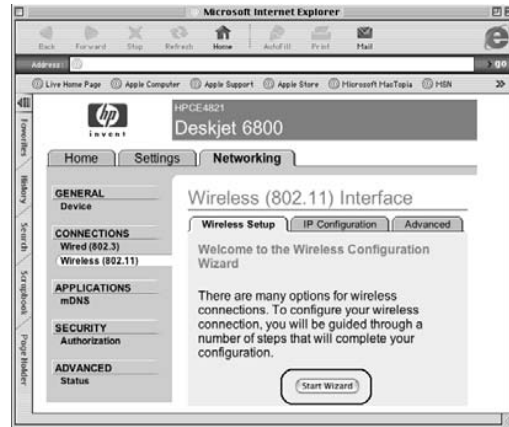 Microsoft Internet Explorer
Back Forward Stop Refresh Home AutoFill Print Mail
Address: go
Live Home Page Apple Computer Apple Support Apple Store Microsoft MacTopia MSN
Favorites
History
Search
Scrapbook
Page Holder
hp
invent
HPCE4821
Deskjet 6800
Home Settings Networking
GENERAL
Device
CONNECTIONS
Wired (802.3)
Wireless (802.11)
APPLICATIONS
mDNS
SECURITY
Authorization
ADVANCED
Status
Wireless (802.11) Interface
Wireless Setup IP Configuration Advanced
Welcome to the Wireless Configuration
Wizard
There are many options for wireless
connections. To configure your wireless
connection, you will be guided through a
number of steps that will complete your
configuration.
Start Wizard